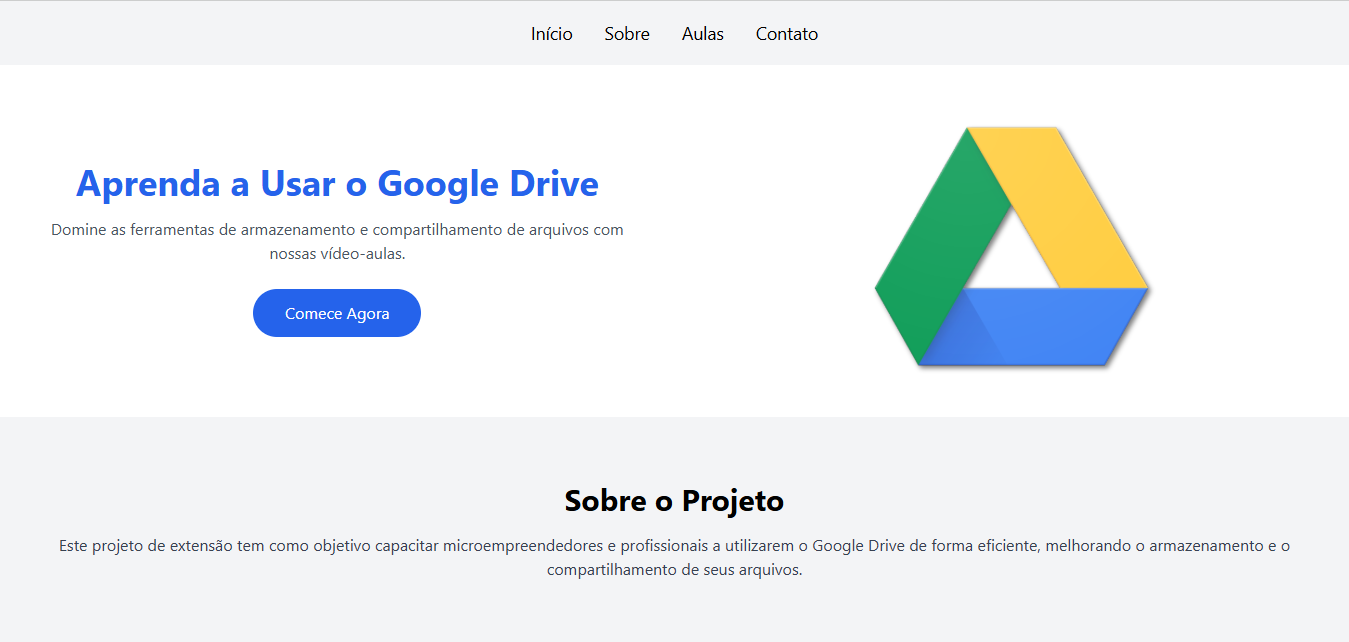 Início Sobre Aulas Contato
Aprenda a Usar o Google Drive
Domine as ferramentas de armazenamento e compartilhamento de arquivos com
nossas vídeo-aulas.
Comece Agora
Sobre o Projeto
Este projeto de extensão tem como objetivo capacitar microempreendedores e profissionais a utilizarem o Google Drive de forma eficiente, melhorando o armazenamento e o
compartilhamento de seus arquivos.